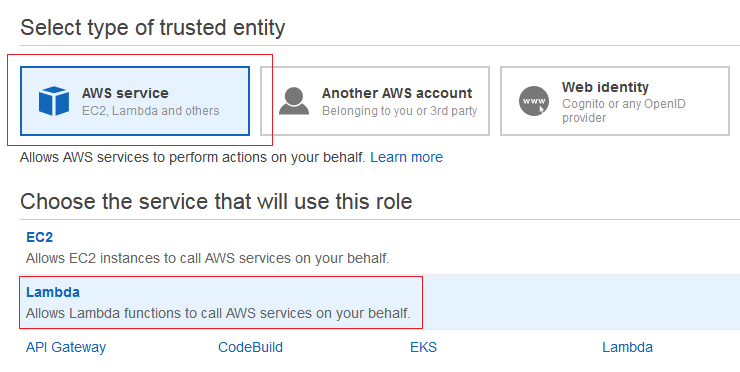 Select type of trusted entity
AWS service
EC2, Lambda and others
Another AWS account
Belonging to you or 3rd party
www
Web identity
Cognito or any OpenID
provider
Allows AWS services to perform actions on your behalf. Learn more
Choose the service that will use this role
EC2
Allows EC2 instances to call AWS services on your behalf.
Lambda
Allows Lambda functions to call AWS services on your behalf.
API Gateway CodeBuild EKS Lambda